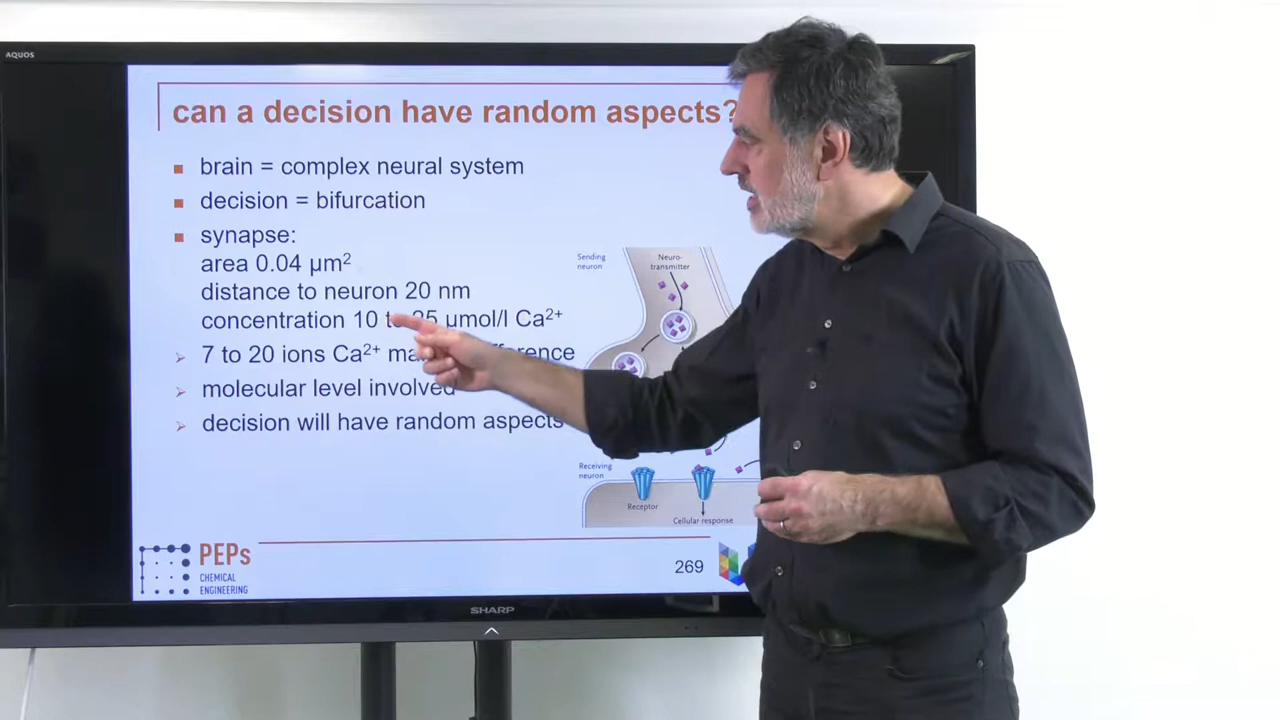 AQUOS
can a decision have random aspects?
brain = complex neural system
decision = bifurcation
synapse:
area 0.04 µm²
distance to neuron 20 nm
concentration 10 to 25 µmol/l Ca²⁺
7 to 20 ions Ca²⁺ difference
molecular level involved
decision will have random aspects
Sending
neuron
Neuro-
transmitter
Receiving
neuron
Receptor
Cellular response
PEPs
CHEMICAL
ENGINEERING
269
SHARP